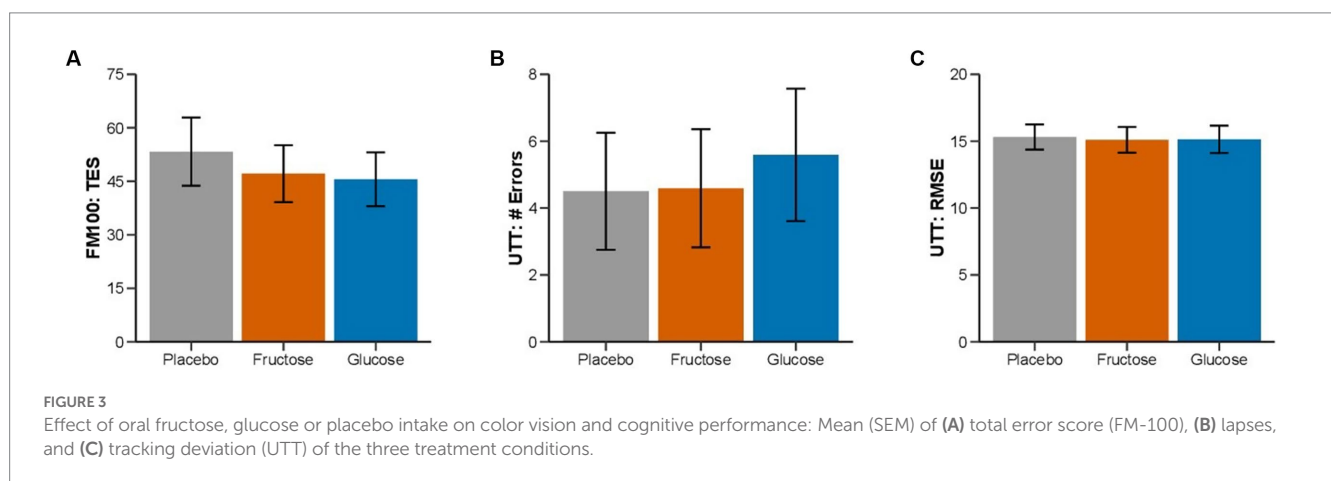 A
FM100: TES
75
60
45
30
15
0
Placebo Fructose Glucose
B
UTT: # Errors
8
6
4
2
0
Placebo Fructose Glucose
C
UTT: RMSE
20
15
10
5
0
Placebo Fructose Glucose
FIGURE 3
Effect of oral fructose, glucose or placebo intake on color vision and cognitive performance: Mean (SEM) of (A) total error score (FM-100), (B) lapses,
and (C) tracking deviation (UTT) of the three treatment conditions.